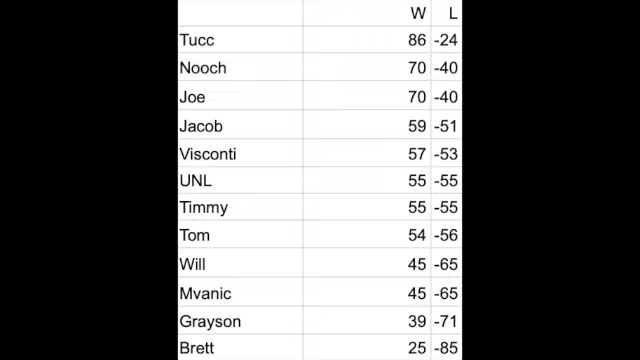 W L
Tucc 86 -24
Nooch 70 -40
Joe 70 -40
Jacob 59 -51
Visconti 57 -53
UNL 55 -55
Timmy 55 -55
Tom 54 -56
Will 45 -65
Mvanic 45 -65
Grayson 39 -71
Brett 25 -85